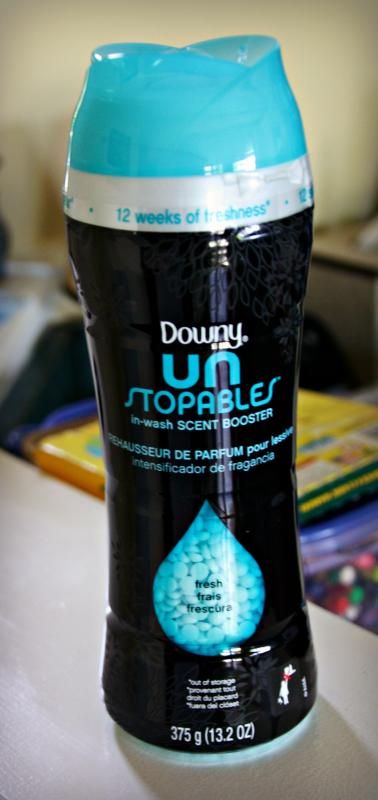 12 weeks of freshness*
Downy®
un
STOPABLES™
in-wash SCENT BOOSTER
REHAUSSEUR DE PARFUM pour lessive
intensificador de fragancia
fresh
frais
frescura
*out of storage
*provenant tout
droit du placard
*fuera del clóset
375 g (13.2 OZ)